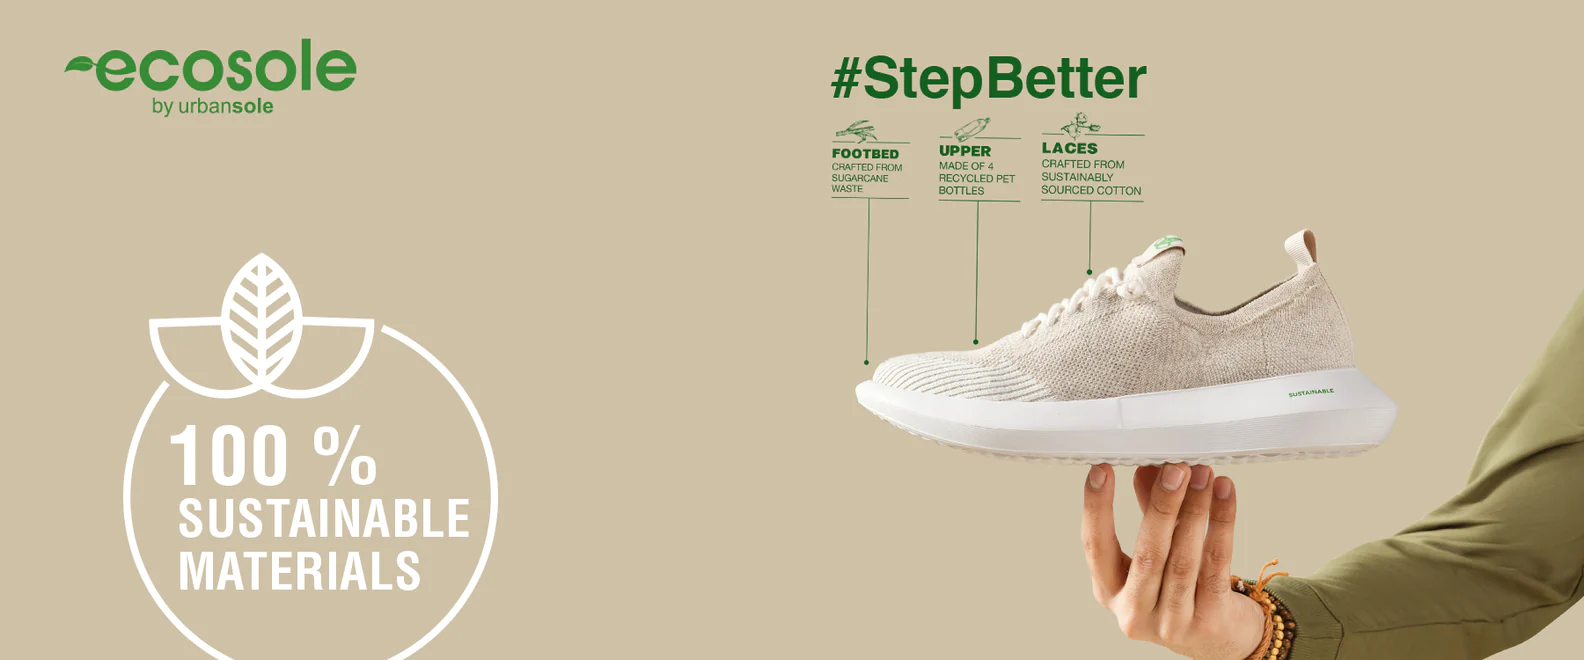 ecosole
by urbansole
#StepBetter
FOOTBED
CRAFTED FROM
SUGARCANE
WASTE
UPPER
MADE OF 4
RECYCLED PET
BOTTLES
LACES
CRAFTED FROM
SUSTAINABLY
SOURCED COTTON
SUSTAINABLE
100 %
SUSTAINABLE
MATERIALS